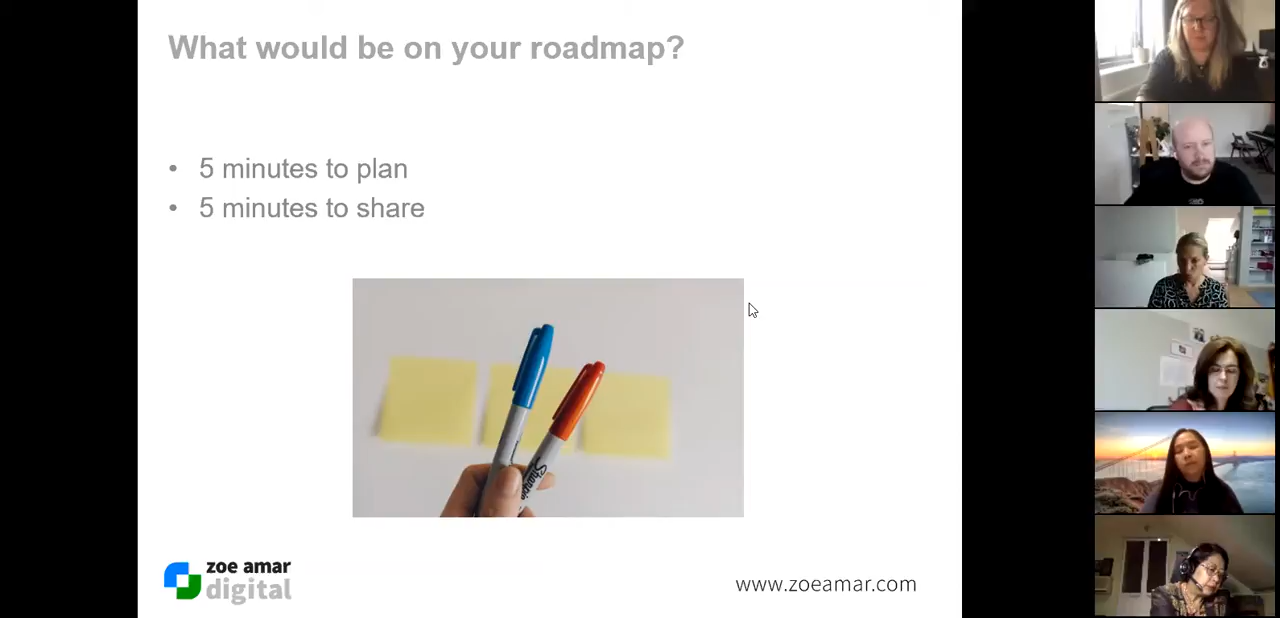 What would be on your roadmap?
• 5 minutes to plan
• 5 minutes to share
Sharpie
zoe amar
digital
www.zoeamar.com